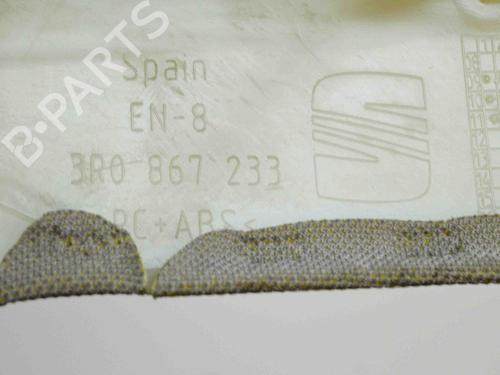 B-PARTS
Spain
EN-8
3R0 867 233
>PC+ABS<